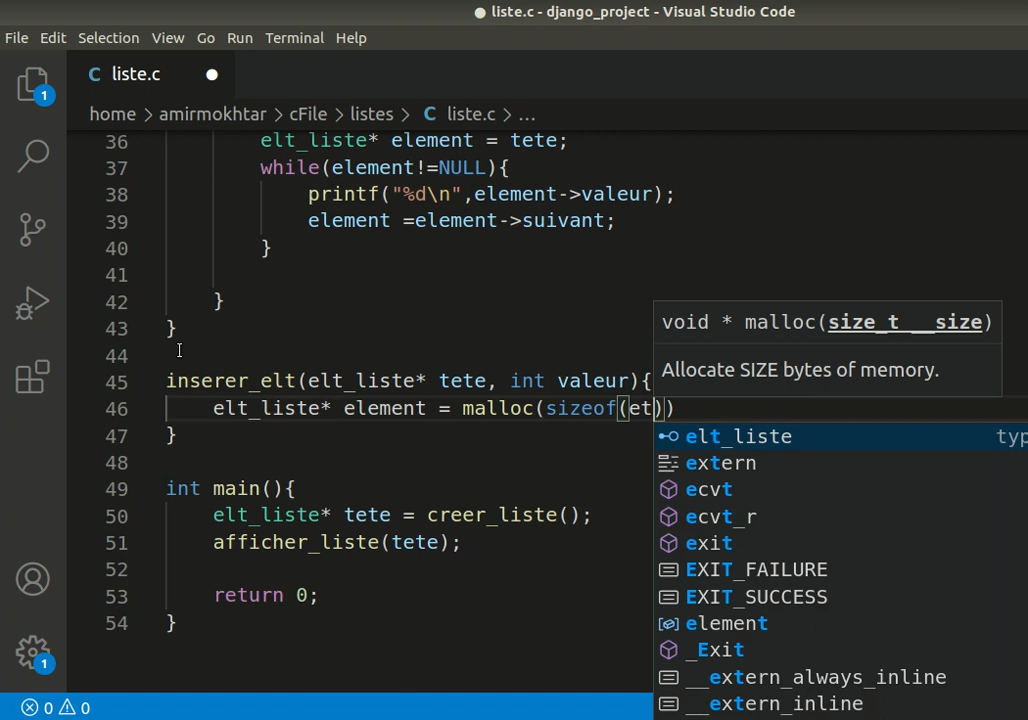 liste.c - django_project - Visual Studio Code
File Edit Selection View Go Run Terminal Help
1
C liste.c
home > amirmokhtar > cFile > listes > C liste.c > ...
36 elt_liste* element = tete;
37 while(element!=NULL){
38 printf("%d\n",element->valeur);
39 element =element->suivant;
40 }
41
42 }
43 }
44
45 inserer_elt(elt_liste* tete, int valeur){
46 elt_liste* element = malloc(sizeof(et))
47 }
48
49 int main(){
50 elt_liste* tete = creer_liste();
51 afficher_liste(tete);
52
53 return 0;
54 }
void * malloc(size_t __size)
Allocate SIZE bytes of memory.
elt_liste typ
extern
ecvt
ecvt_r
exit
EXIT_FAILURE
EXIT_SUCCESS
element
_Exit
__extern_always_inline
__extern_inline
1
0 0